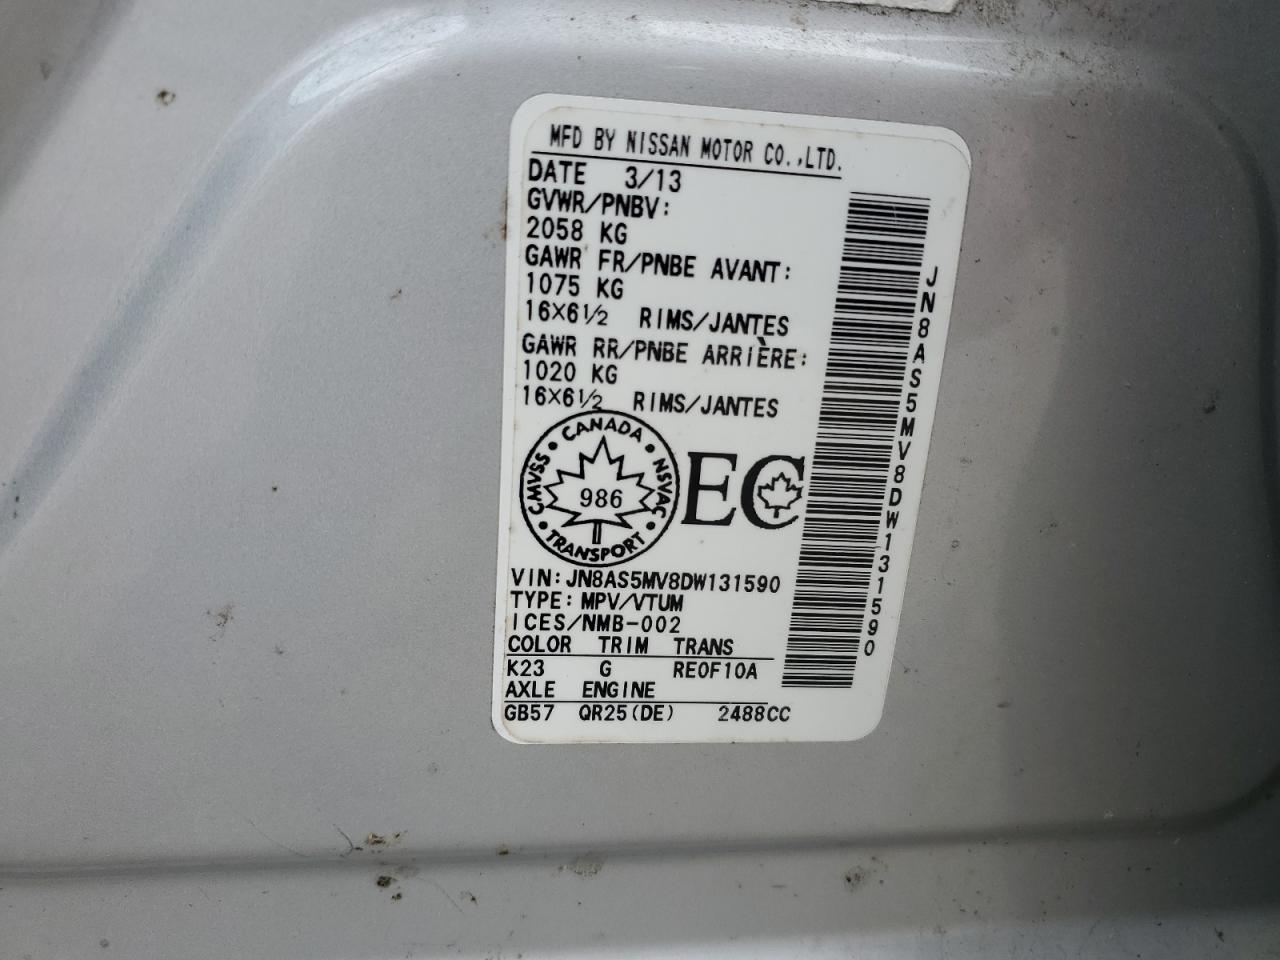 MFD BY NISSAN MOTOR CO.,LTD.
DATE 3/13
GVWR/PNBV:
2058 KG
GAWR FR/PNBE AVANT:
1075 KG
16×6½ RIMS/JANTES
GAWR RR/PNBE ARRIÈRE:
1020 KG
16×6½ RIMS/JANTES
CANADA
CMVSS
NSVAC
986
TRANSPORT
EC
VIN:JN8AS5MV8DW131590
TYPE:MPV/VTUM
ICES/NMB-002
COLOR TRIM TRANS
K23 G RE0F10A
AXLE ENGINE
GB57 QR25(DE) 2488CC
JN8AS5MV8DW131590